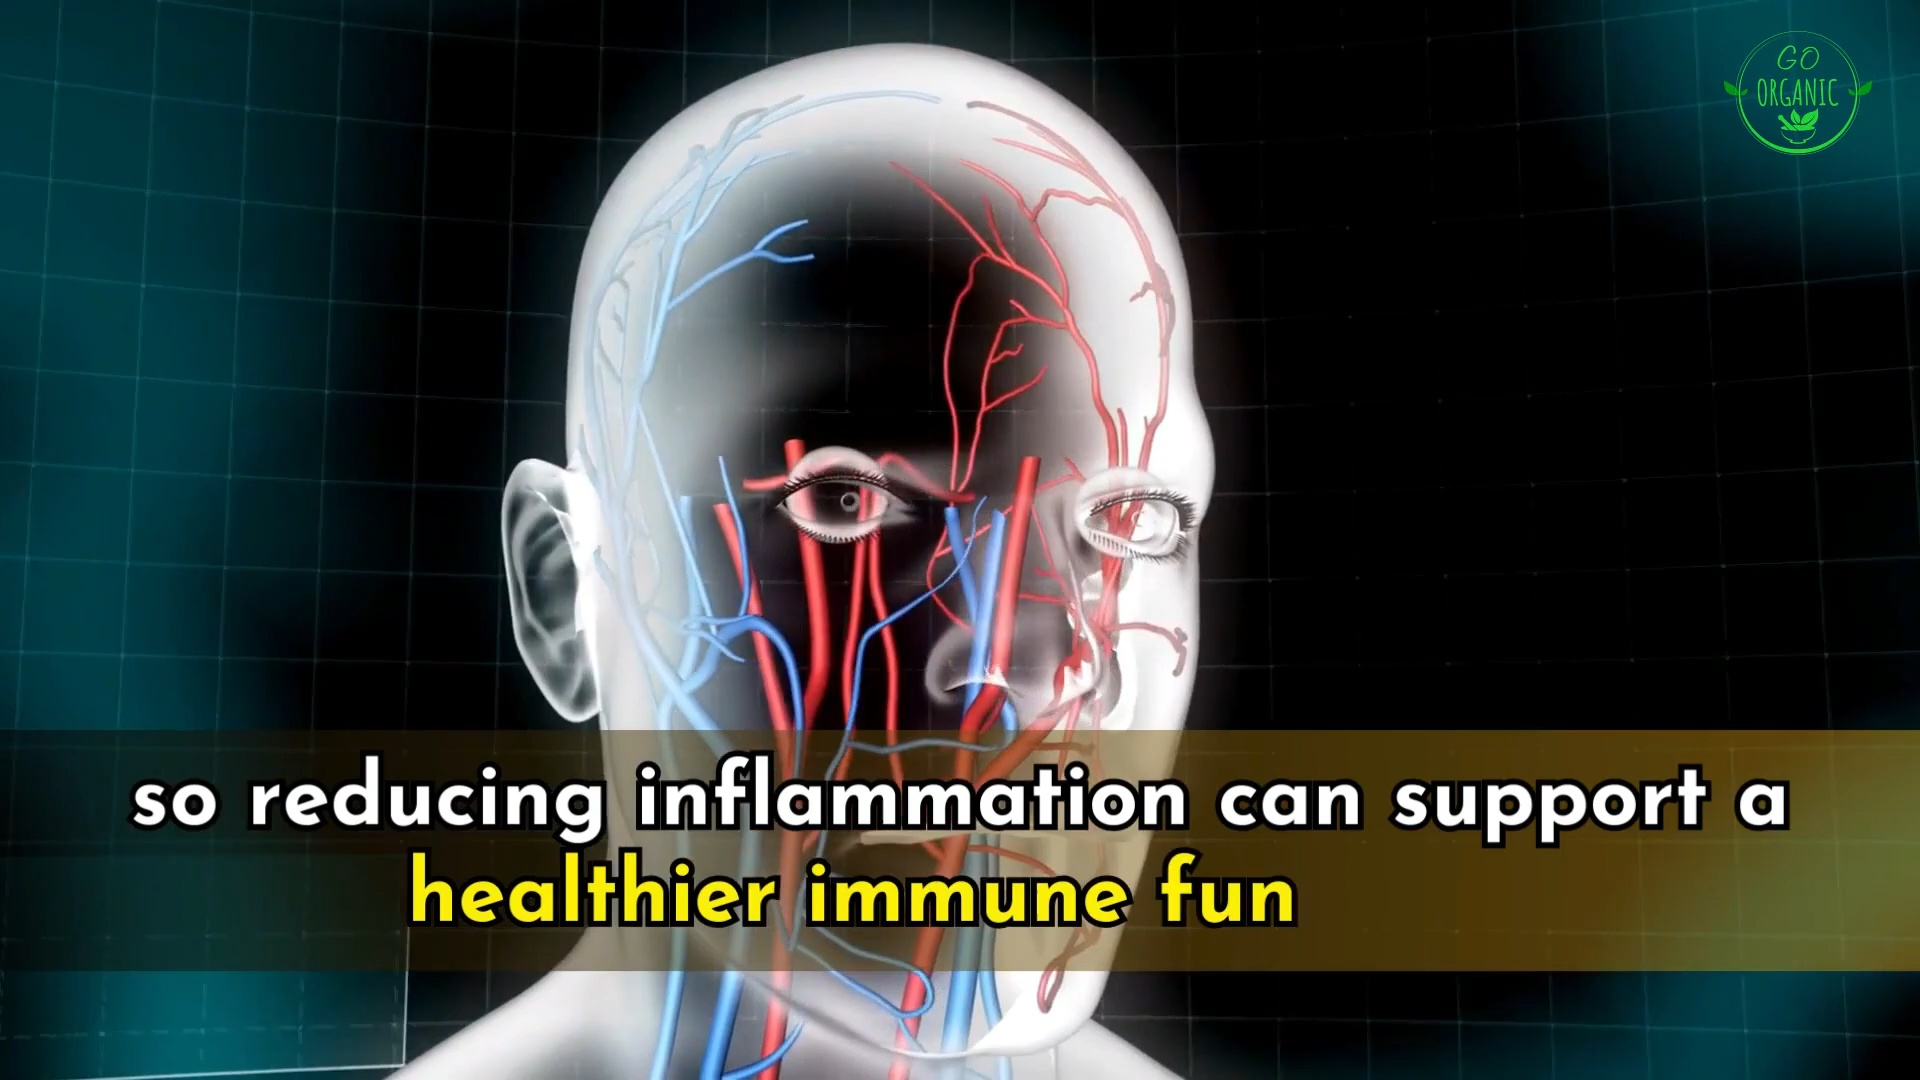 GO
ORGANIC
so reducing inflammation can support a
healthier immune fun